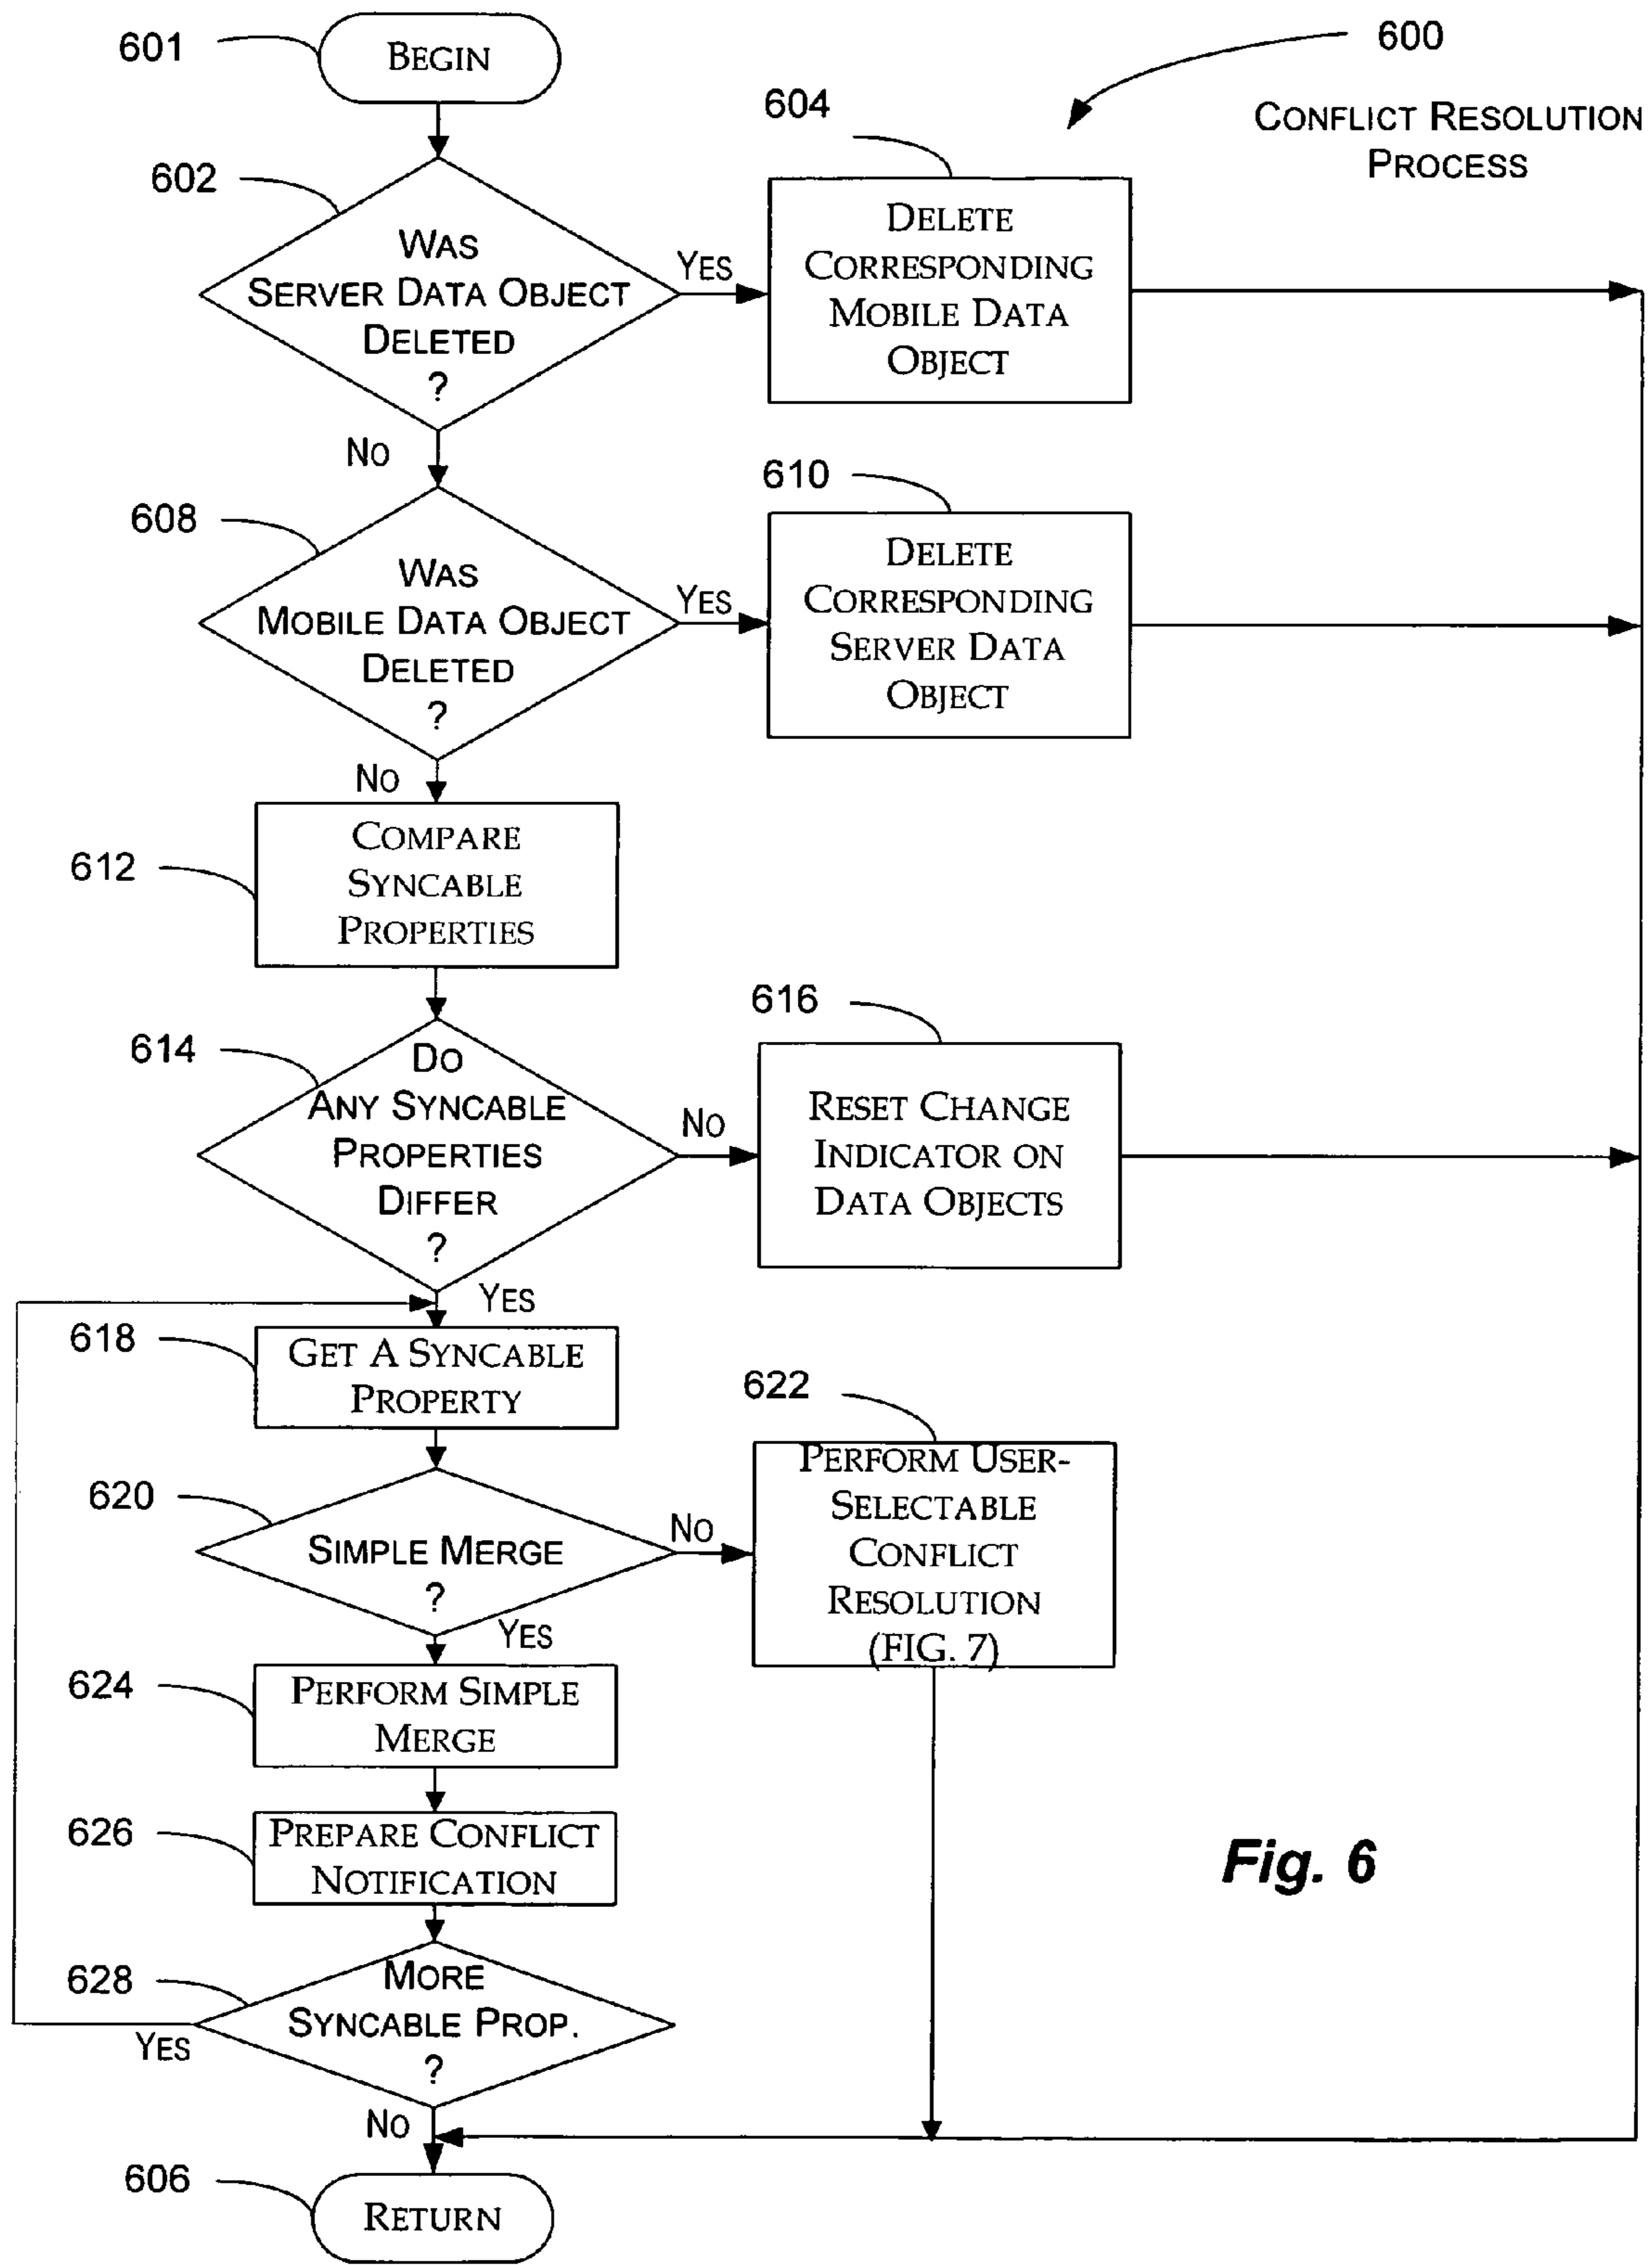 601
BEGIN
600
CONFLICT RESOLUTION
PROCESS
602
WAS
SERVER DATA OBJECT
DELETED
?
YES
604
DELETE
CORRESPONDING
MOBILE DATA
OBJECT
NO
608
WAS
MOBILE DATA OBJECT
DELETED
?
YES
610
DELETE
CORRESPONDING
SERVER DATA
OBJECT
NO
612
COMPARE
SYNCABLE
PROPERTIES
614
DO
ANY SYNCABLE
PROPERTIES
DIFFER
?
NO
616
RESET CHANGE
INDICATOR ON
DATA OBJECTS
YES
618
GET A SYNCABLE
PROPERTY
620
SIMPLE MERGE
?
NO
622
PERFORM USER-
SELECTABLE
CONFLICT
RESOLUTION
(FIG. 7)
YES
624
PERFORM SIMPLE
MERGE
626
PREPARE CONFLICT
NOTIFICATION
Fig. 6
628
MORE
SYNCABLE PROP.
?
YES
NO
606
RETURN